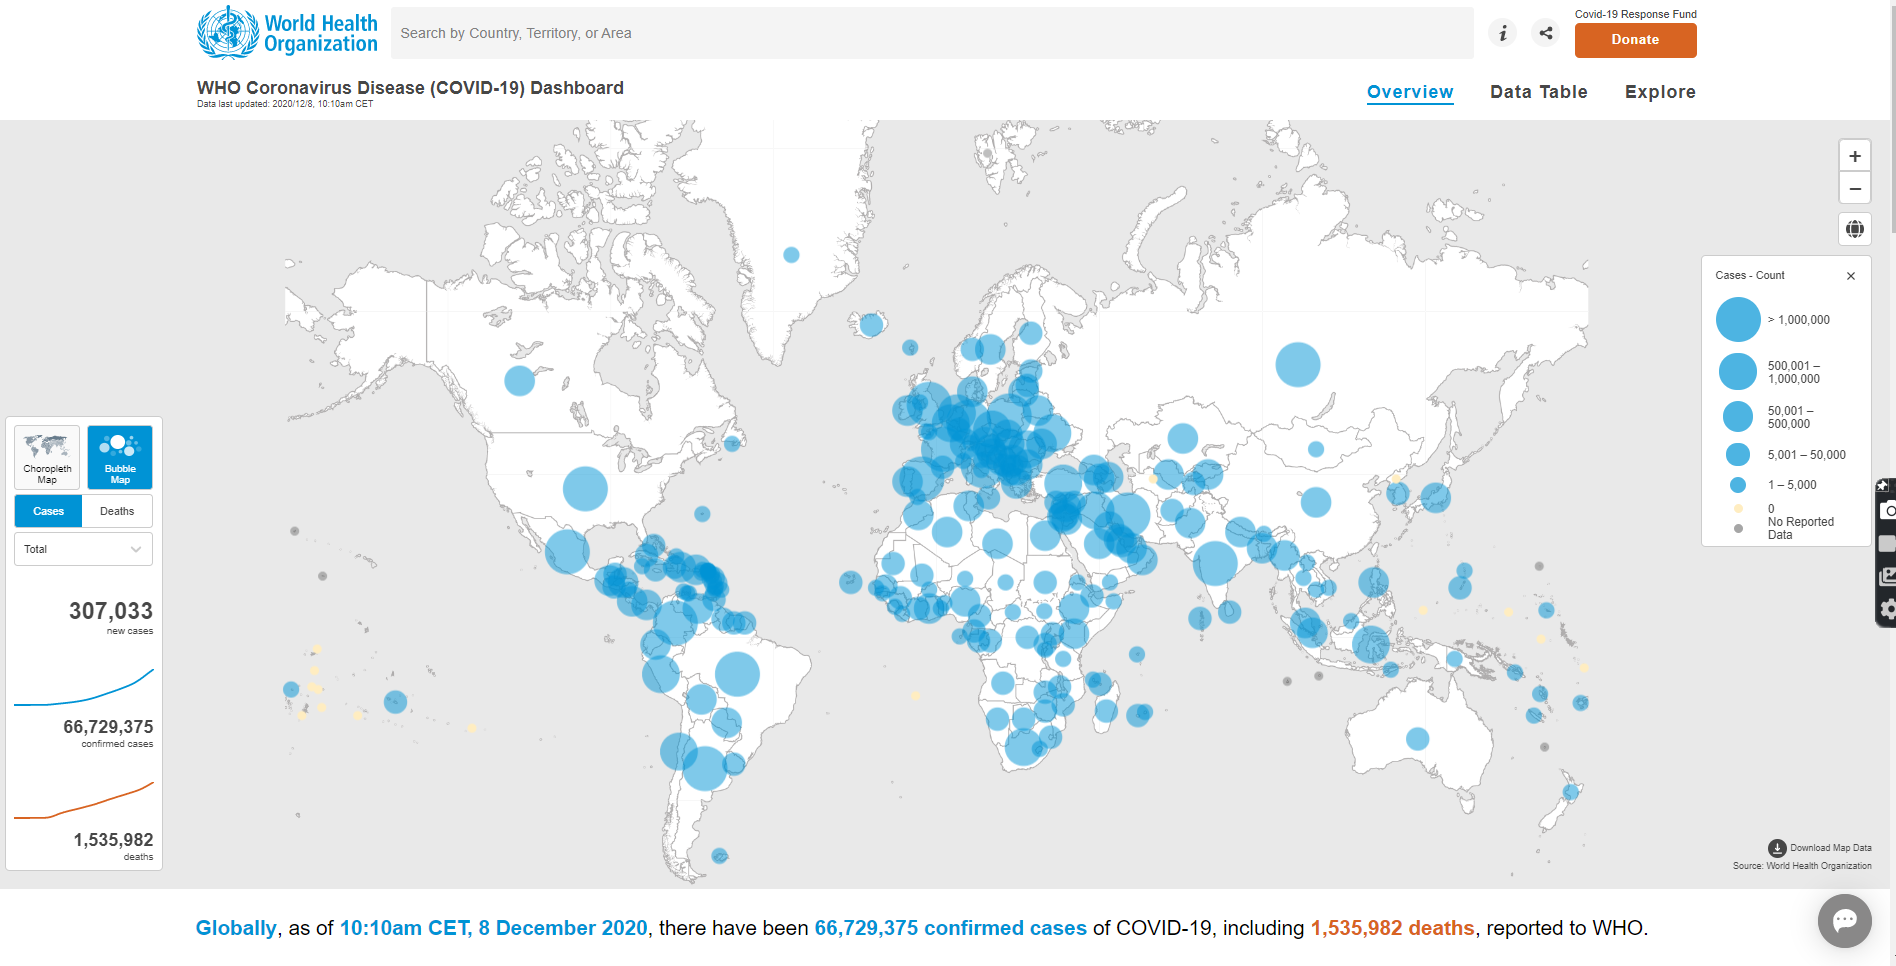 World Health
Organization
Search by Country, Territory, or Area
i
Covid-19 Response Fund
Donate
WHO Coronavirus Disease (COVID-19) Dashboard
Data last updated: 2020/12/8, 10:10am CET
Overview
Data Table
Explore
+
−
Cases - Count
> 1,000,000
500,001 –
1,000,000
50,001 –
500,000
5,001 – 50,000
1 – 5,000
0
No Reported
Data
Choropleth
Map
Bubble
Map
Cases
Deaths
Total
307,033
new cases
66,729,375
confirmed cases
1,535,982
deaths
Download Map Data
Source: World Health Organization
Globally, as of 10:10am CET, 8 December 2020, there have been 66,729,375 confirmed cases of COVID-19, including 1,535,982 deaths, reported to WHO.